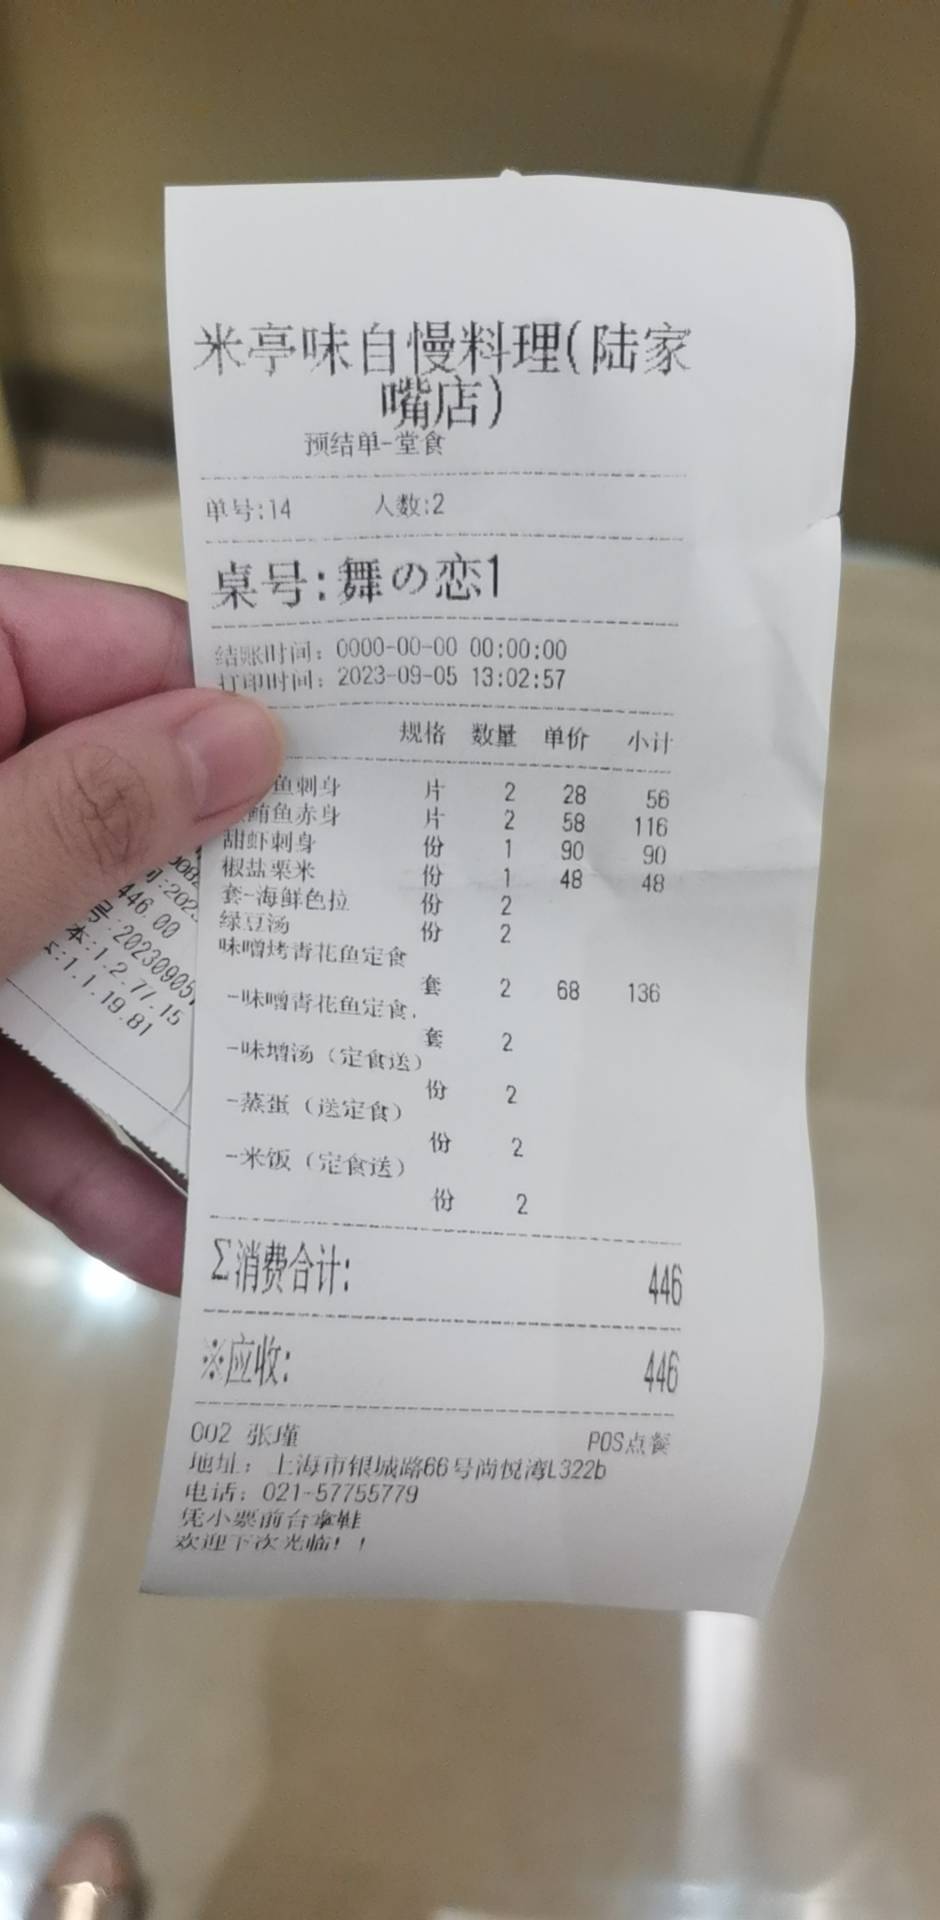 米亭味自慢料理(陆家
嘴店)
预结单-堂食
单号:14 人数:2
桌号:舞の恋1
结账时间: 0000-00-00 00:00:00
打印时间: 2023-09-05 13:02:57
规格 数量 单价 小计
鱼刺身 片 2 28 56
鲔鱼赤身 片 2 58 116
甜虾刺身 份 1 90 90
椒盐粟米 份 1 48 48
套-海鲜色拉 份 2
绿豆汤 份 2
味噌烤青花鱼定食
套 2 68 136
-味噌青花鱼定食.
套 2
-味增汤（定食送）
份 2
-蒸蛋（送定食）
份 2
-米饭（定食送）
份 2
Σ消费合计: 446
※应收: 446
002 张瑾 POS点餐
地址: 上海市银城路66号尚悦湾L322b
电话: 021-57755779
凭小票前台拿鞋
欢迎下次光临！！
:202
446.00
:20230905
本:1.2.77.15
:1.1.19.81